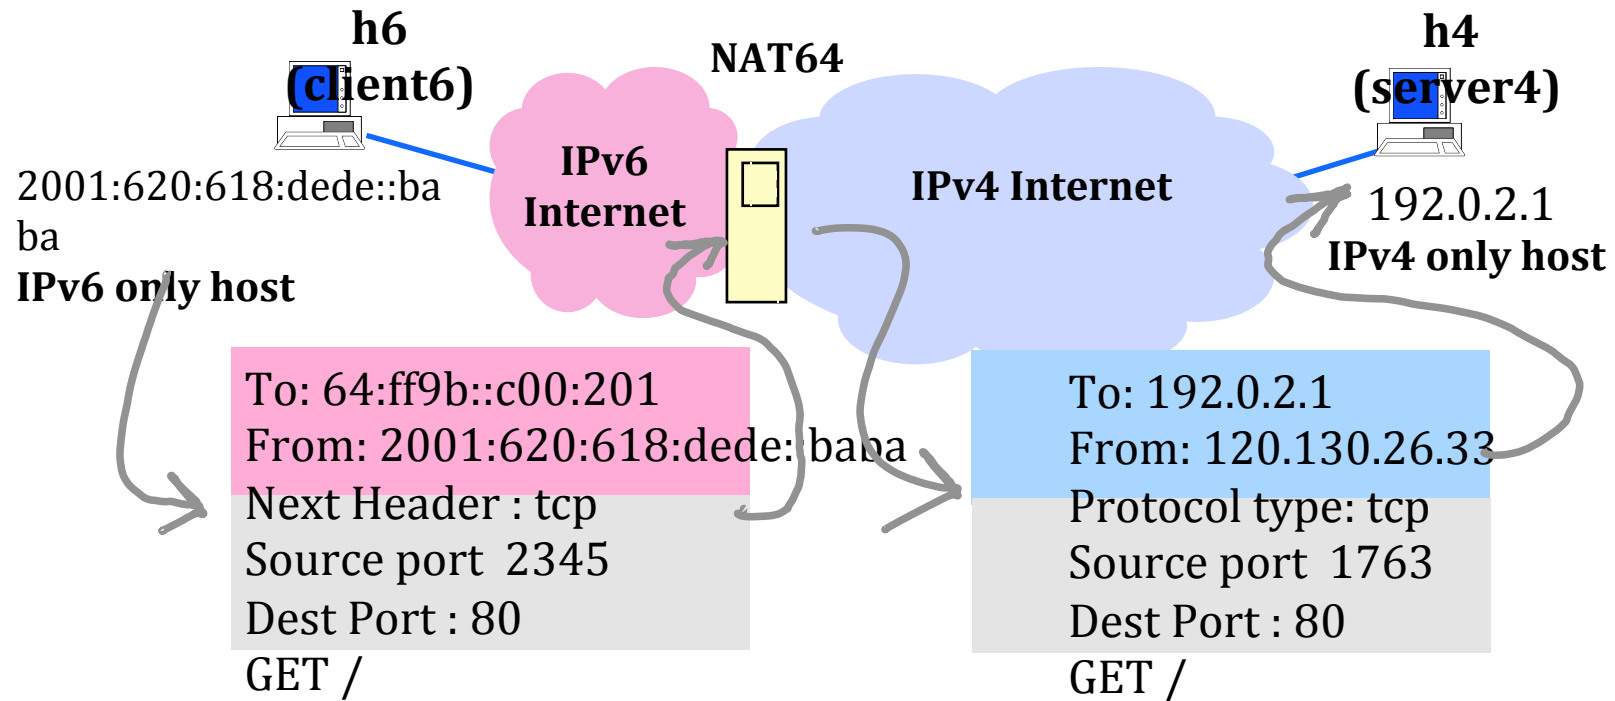 h6
(client6)
NAT64
h4
(server4)
IPv6
Internet
IPv4 Internet
2001:620:618:dede::ba
ba
IPv6 only host
192.0.2.1
IPv4 only host
To: 64:ff9b::c00:201
From: 2001:620:618:dede::baba
Next Header : tcp
Source port 2345
Dest Port : 80
GET /
To: 192.0.2.1
From: 120.130.26.33
Protocol type: tcp
Source port 1763
Dest Port : 80
GET /